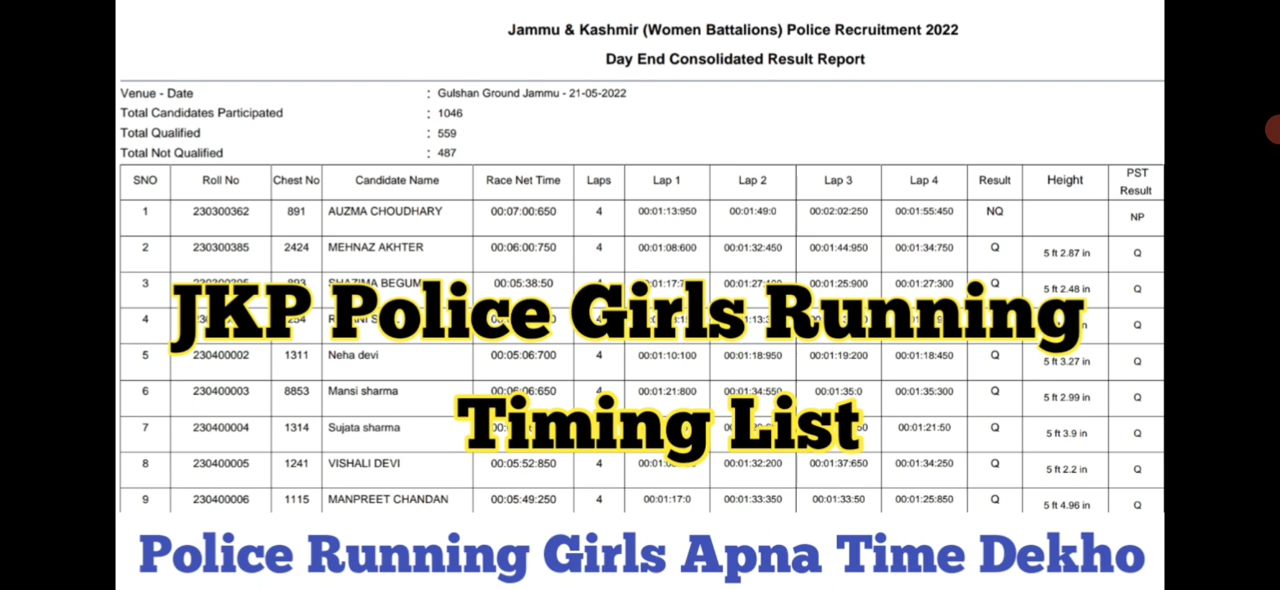 Jammu & Kashmir (Women Battalions) Police Recruitment 2022
Day End Consolidated Result Report
Venue - Date : Gulshan Ground Jammu - 21-05-2022
Total Candidates Participated : 1046
Total Qualified : 559
Total Not Qualified : 487
SNO Roll No Chest No Candidate Name Race Net Time Laps Lap 1 Lap 2 Lap 3 Lap 4 Result Height PST Result
1 230300362 891 AUZMA CHOUDHARY 00:07:00:650 4 00:01:13:950 00:01:49:0 00:02:02:250 00:01:55:450 NQ NP
2 230300385 2424 MEHNAZ AKHTER 00:06:00:750 4 00:01:08:600 00:01:32:450 00:01:44:950 00:01:34:750 Q 5 ft 2.87 in Q
3 893 SHAZIMA BEGUM 00:05:38:50 00:01:25:900 00:01:27:300 Q 5 ft 2.48 in Q
JKP Police Girls Running
4 Q
5 230400002 1311 Neha devi 00:05:06:700 4 00:01:10:100 00:01:18:950 00:01:19:200 00:01:18:450 Q 5 ft 3.27 in Q
6 230400003 8853 Mansi sharma 00:06:06:650 4 00:01:21:800 00:01:34:550 00:01:35:0 00:01:35:300 Q 5 ft 2.99 in Q
Timing List
7 230400004 1314 Sujata sharma 00:01:21:50 Q 5 ft 3.9 in Q
8 230400005 1241 VISHALI DEVI 00:05:52:850 4 00:01:32:200 00:01:37:650 00:01:34:250 Q 5 ft 2.2 in Q
9 230400006 1115 MANPREET CHANDAN 00:05:49:250 4 00:01:17:0 00:01:33:350 00:01:33:50 00:01:25:850 Q 5 ft 4.96 in Q
Police Running Girls Apna Time Dekho